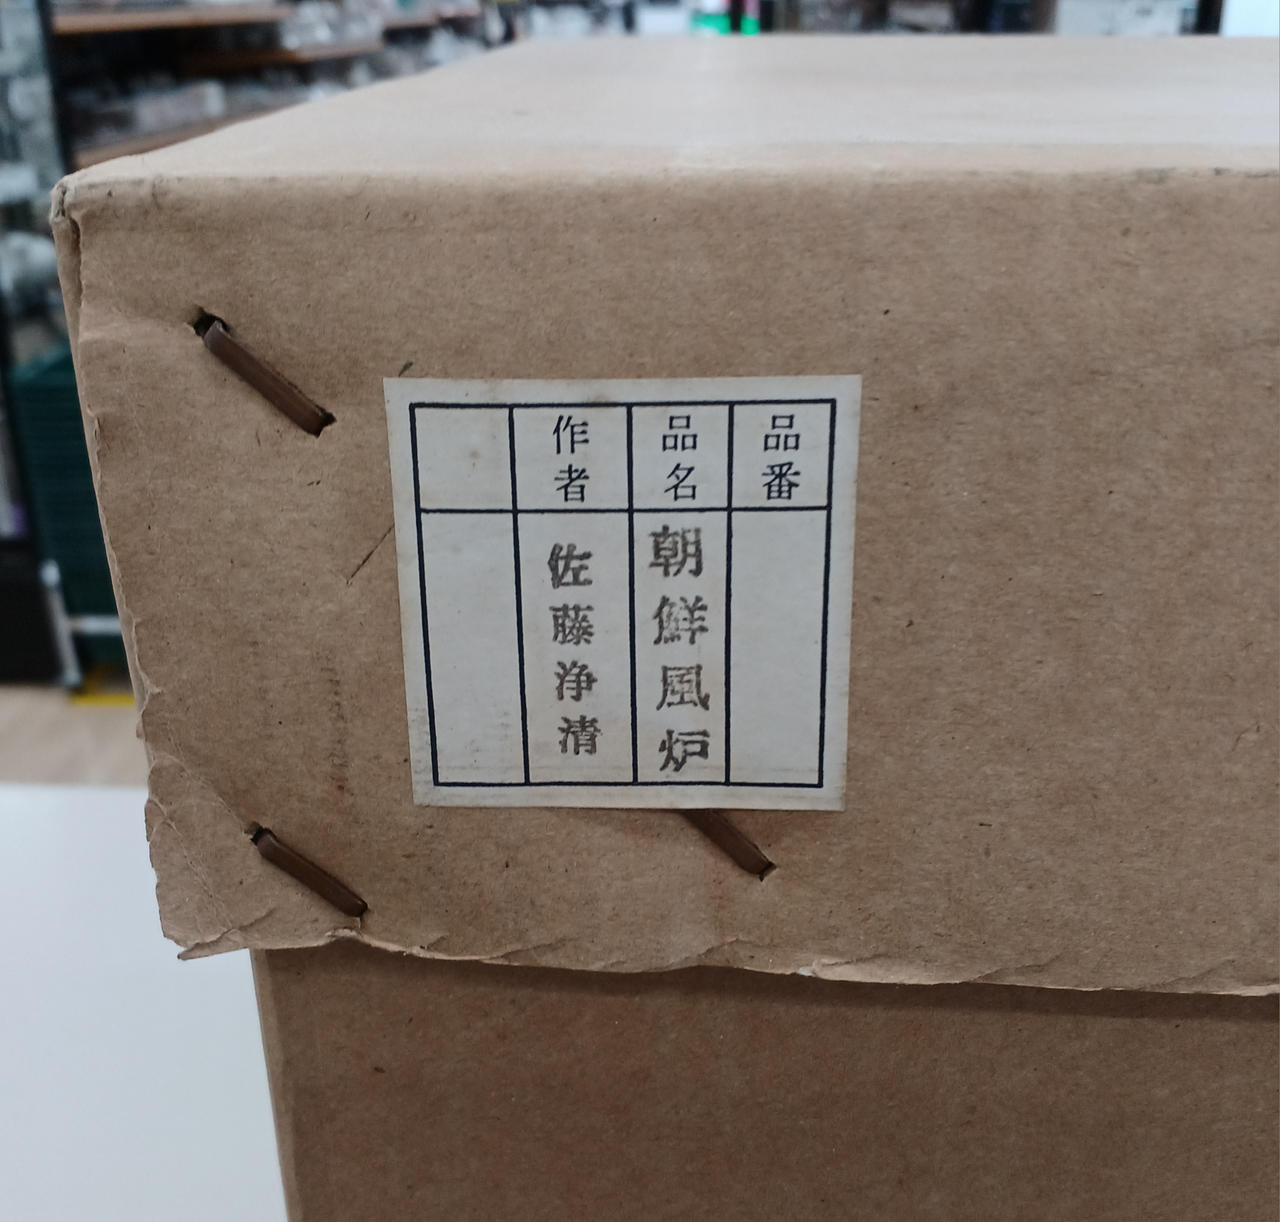 品番
品名
朝鮮風炉
作者
佐藤浄清